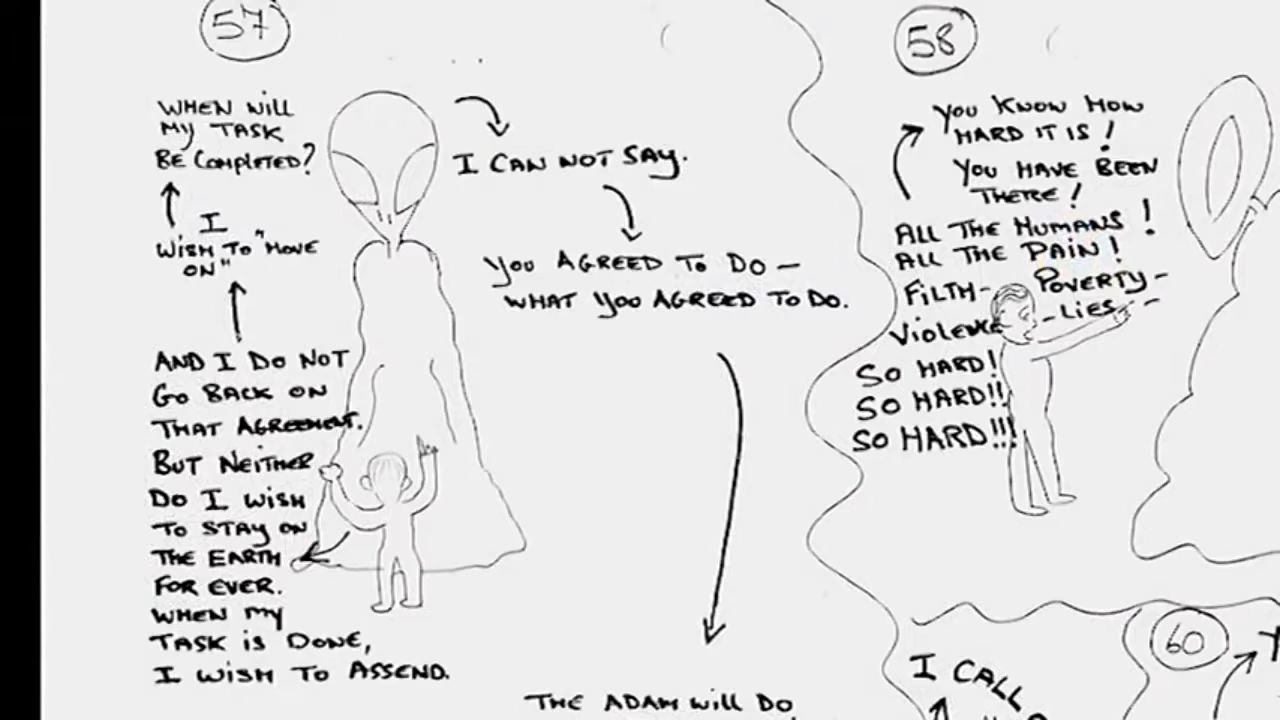 57
WHEN WILL
MY TASK
BE COMPLETED?
I
WISH TO "MOVE
ON"
AND I DO NOT
GO BACK ON
THAT AGREEMENT.
BUT NEITHER
DO I WISH
TO STAY ON
THE EARTH
FOR EVER.
WHEN MY
TASK IS DONE,
I WISH TO ASSEND.
I CAN NOT SAY.
YOU AGREED TO DO -
WHAT YOU AGREED TO DO.
THE ADAM WILL DO
58
YOU KNOW HOW
HARD IT IS!
YOU HAVE BEEN
THERE!
ALL THE HUMANS!
ALL THE PAIN!
FILTH - POVERTY -
VIOLENCE - LIES - -
SO HARD!
SO HARD!!
SO HARD!!!
I CALL
60